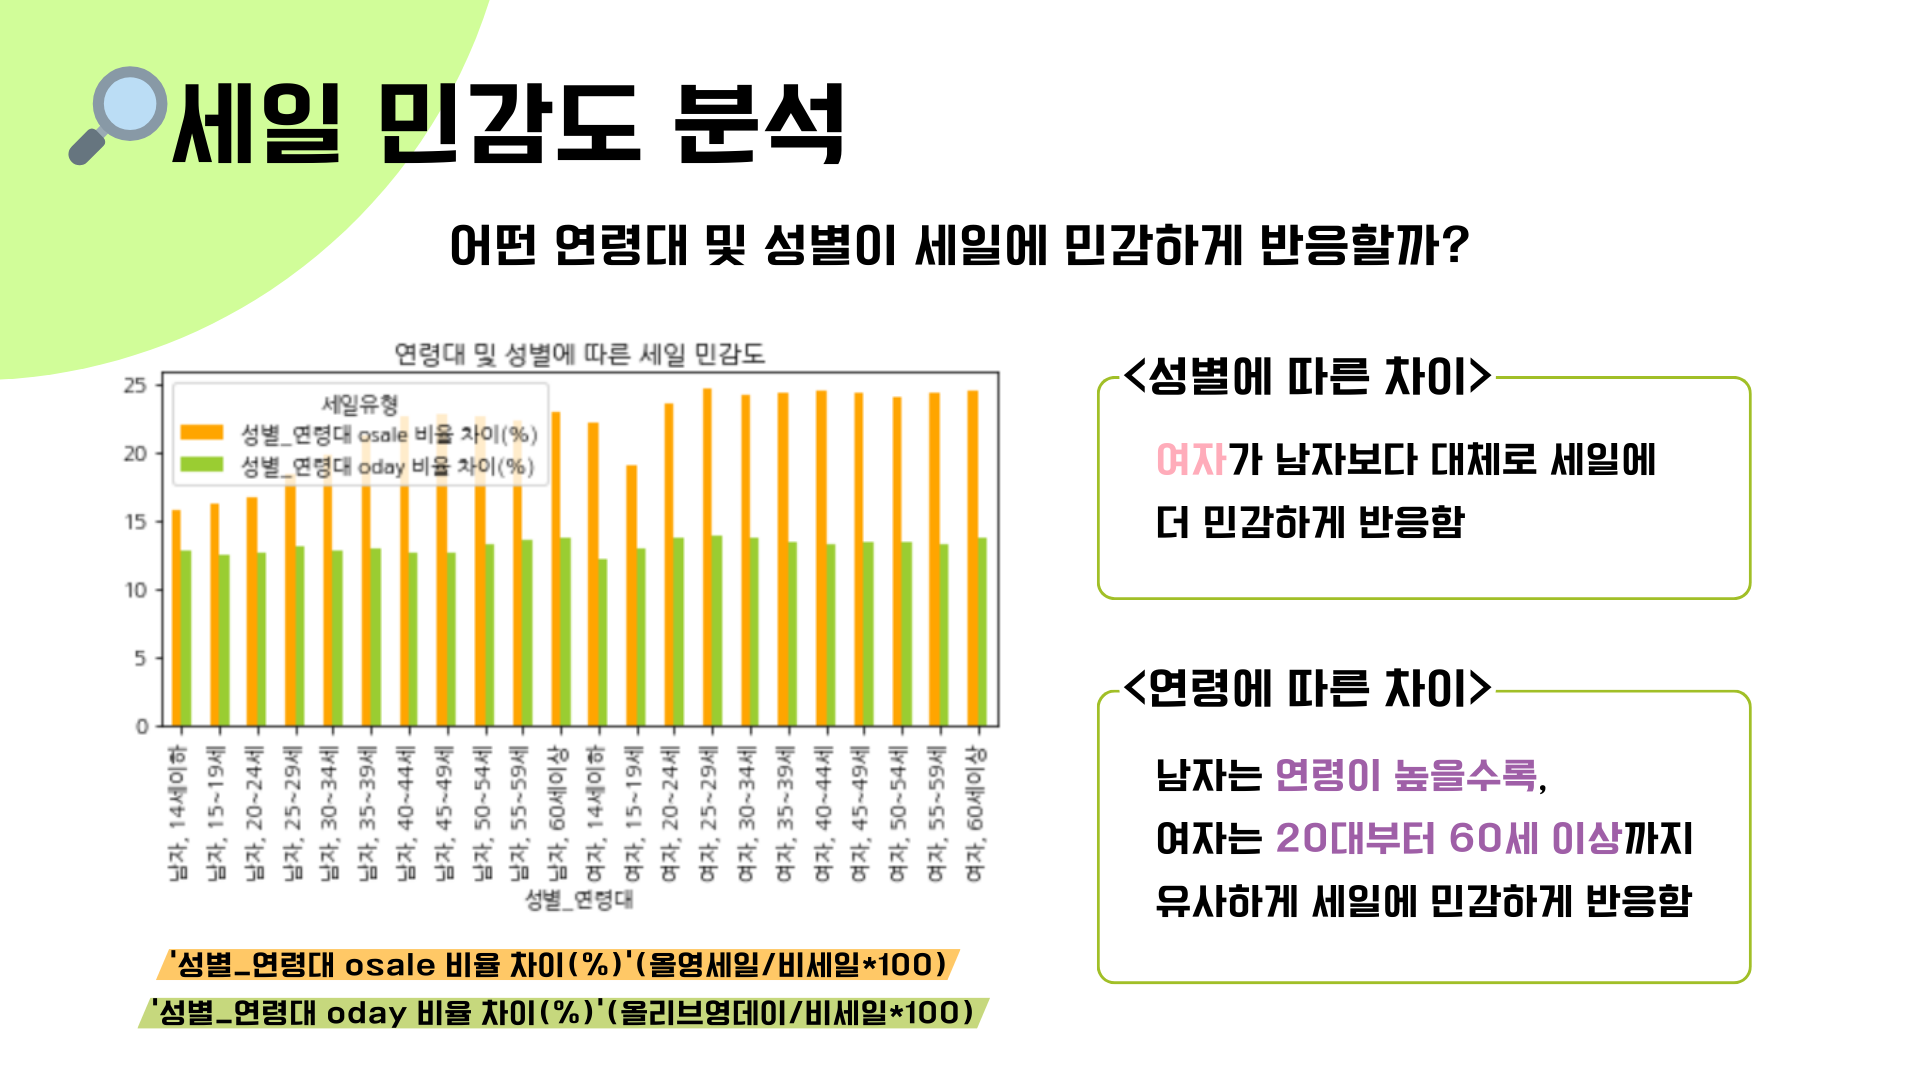 세일 민감도 분석
어떤 연령대 및 성별이 세일에 민감하게 반응할까?
연령대 및 성별에 따른 세일 민감도
세일유형
성별_연령대 osale 비율 차이(%)
성별_연령대 oday 비율 차이(%)
25
20
15
10
5
0
남자, 14세이하
남자, 15~19세
남자, 20~24세
남자, 25~29세
남자, 30~34세
남자, 35~39세
남자, 40~44세
남자, 45~49세
남자, 50~54세
남자, 55~59세
남자, 60세이상
여자, 14세이하
여자, 15~19세
여자, 20~24세
여자, 25~29세
여자, 30~34세
여자, 35~39세
여자, 40~44세
여자, 45~49세
여자, 50~54세
여자, 55~59세
여자, 60세이상
성별_연령대
'성별_연령대 osale 비율 차이(%)'(올영세일/비세일*100)
'성별_연령대 oday 비율 차이(%)'(올리브영데이/비세일*100)
<성별에 따른 차이>
여자가 남자보다 대체로 세일에
더 민감하게 반응함
<연령에 따른 차이>
남자는 연령이 높을수록,
여자는 20대부터 60세 이상까지
유사하게 세일에 민감하게 반응함